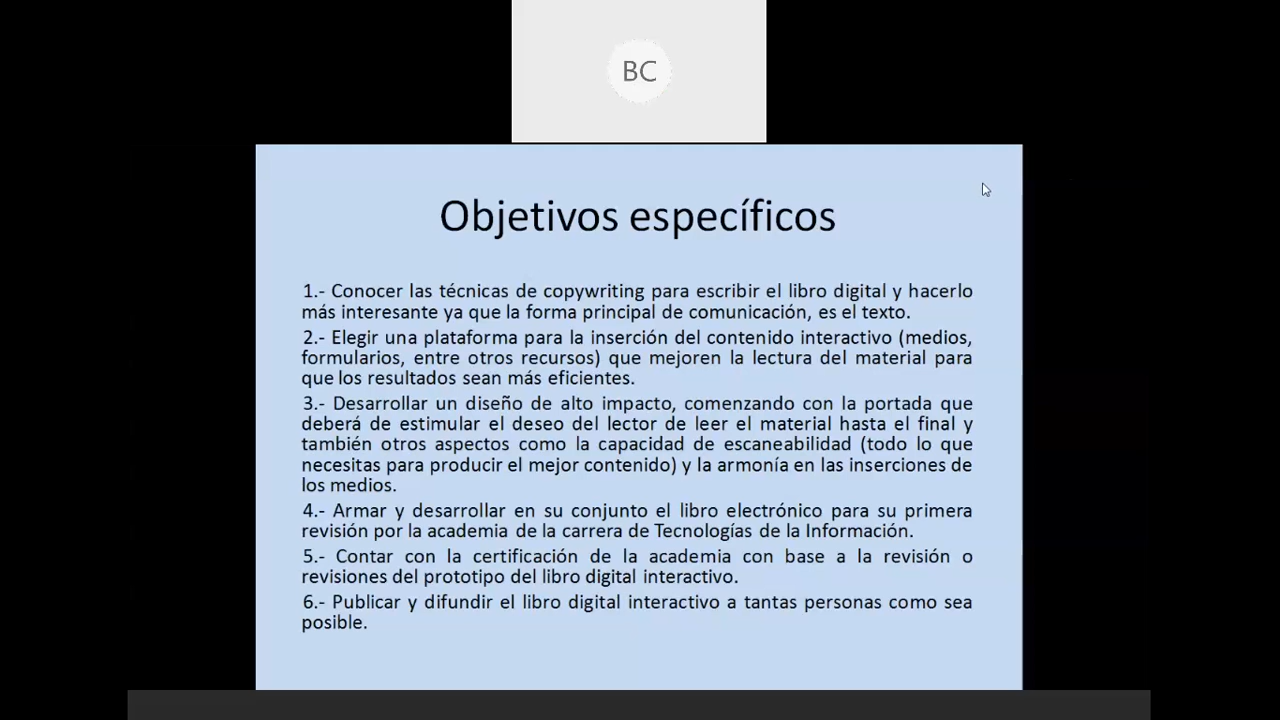 BC
Objetivos específicos
1.- Conocer las técnicas de copywriting para escribir el libro digital y hacerlo
más interesante ya que la forma principal de comunicación, es el texto.
2.- Elegir una plataforma para la inserción del contenido interactivo (medios,
formularios, entre otros recursos) que mejoren la lectura del material para
que los resultados sean más eficientes.
3.- Desarrollar un diseño de alto impacto, comenzando con la portada que
deberá de estimular el deseo del lector de leer el material hasta el final y
también otros aspectos como la capacidad de escaneabilidad (todo lo que
necesitas para producir el mejor contenido) y la armonía en las inserciones de
los medios.
4.- Armar y desarrollar en su conjunto el libro electrónico para su primera
revisión por la academia de la carrera de Tecnologías de la Información.
5.- Contar con la certificación de la academia con base a la revisión o
revisiones del prototipo del libro digital interactivo.
6.- Publicar y difundir el libro digital interactivo a tantas personas como sea
posible.